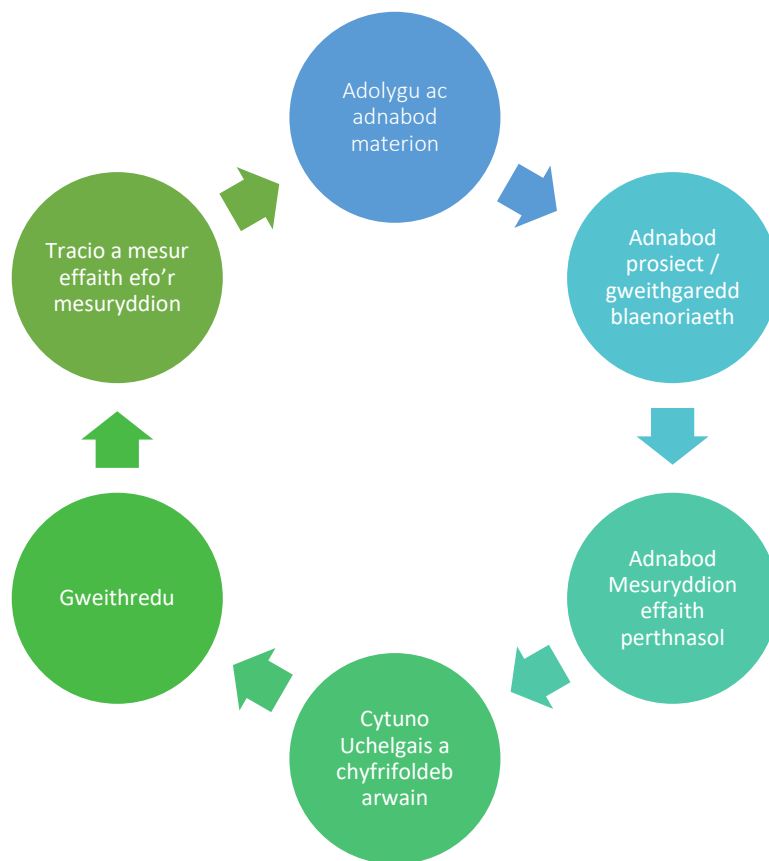 Adolygu ac
adnabod
materion
Adnabod
prosiect /
gweithgaredd
blaenoriaeth
Adnabod
Mesuryddion
effaith
perthnasol
Cytuno
Uchelgais a
chyfrifoldeb
arwain
Gweithredu
Tracio a mesur
effaith efo’r
mesuryddion